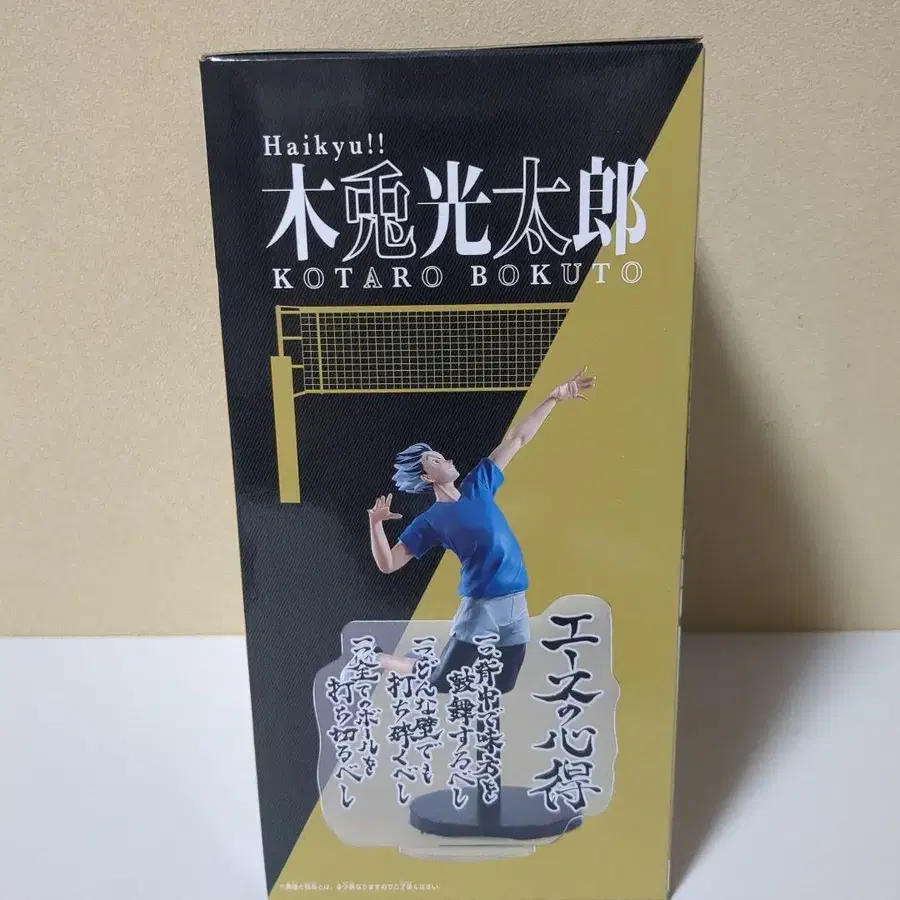 Haikyu!!
木兎光太郎
KOTARO BOKUTO
エースの心得
一、背中で味方を
鼓舞するべし
一、どんな壁でも
打ち砕くべし
一、全てのボールを
打ち切るべし